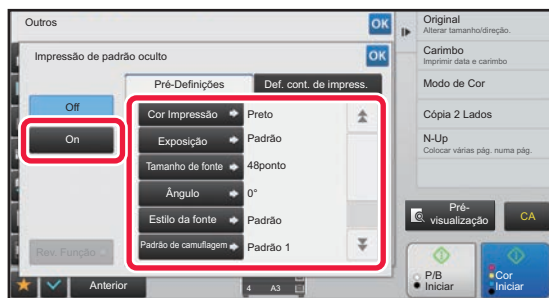 Outros
OK
Impressão de padrão oculto
OK
Pré-Definições
Def. cont. de impress.
Off
On
Cor Impressão
Preto
Exposição
Padrão
Tamanho de fonte
48ponto
Ângulo
0°
Estilo da fonte
Padrão
Padrão de camuflagem
Padrão 1
Rev. Função
Anterior
4
A3
Original
Alterar tamanho/direção.
Carimbo
Imprimir data e carimbo
Modo de Cor
Cópia 2 Lados
N-Up
Colocar várias pág. numa pág.
Pré-
visualização
CA
P/B
Iniciar
Cor
Iniciar